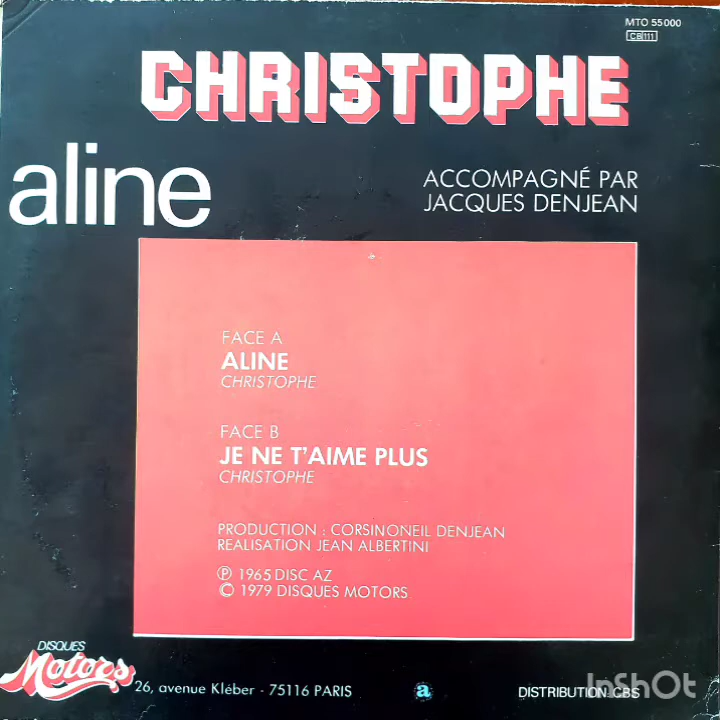 MTO 55000
CB 111
CHRISTOPHE
aline
ACCOMPAGNÉ PAR
JACQUES DENJEAN
FACE A
ALINE
CHRISTOPHE
FACE B
JE NE T'AIME PLUS
CHRISTOPHE
PRODUCTION : CORSINONEIL DENJEAN
REALISATION JEAN ALBERTINI
Ⓟ 1965 DISC AZ
© 1979 DISQUES MOTORS
DISQUES
Motors
26, avenue Kléber - 75116 PARIS
a
DISTRIBUTION CBS
InShOt